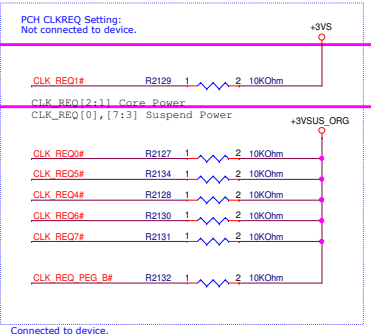 PCH CLKREQ Setting:
Not connected to device.
+3VS
CLK_REQ1# R2129 1 2 10KOhm
CLK_REQ[2:1] Core Power
CLK_REQ[0],[7:3] Suspend Power
+3VSUS_ORG
CLK_REQ0# R2127 1 2 10KOhm
CLK_REQ5# R2134 1 2 10KOhm
CLK_REQ4# R2128 1 2 10KOhm
CLK_REQ6# R2130 1 2 10KOhm
CLK_REQ7# R2131 1 2 10KOhm
CLK_REQ_PEG_B# R2132 1 2 10KOhm
Connected to device.